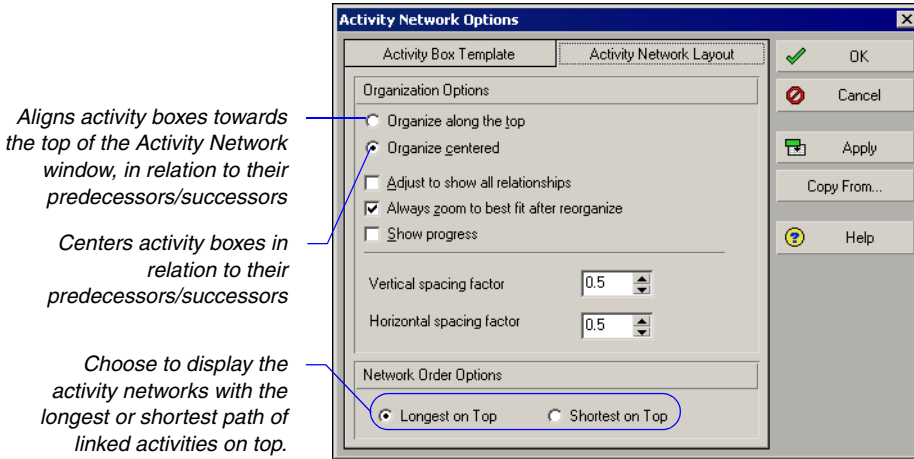 Activity Network Options
Activity Box Template
Activity Network Layout
OK
Organization Options
Cancel
Aligns activity boxes towards
the top of the Activity Network
window, in relation to their
predecessors/successors
Organize along the top
Organize centered
Apply
Adjust to show all relationships
Copy From...
Always zoom to best fit after reorganize
Show progress
Help
Centers activity boxes in
relation to their
predecessors/successors
Vertical spacing factor
0.5
Horizontal spacing factor
0.5
Choose to display the
activity networks with the
longest or shortest path of
linked activities on top.
Network Order Options
Longest on Top
Shortest on Top